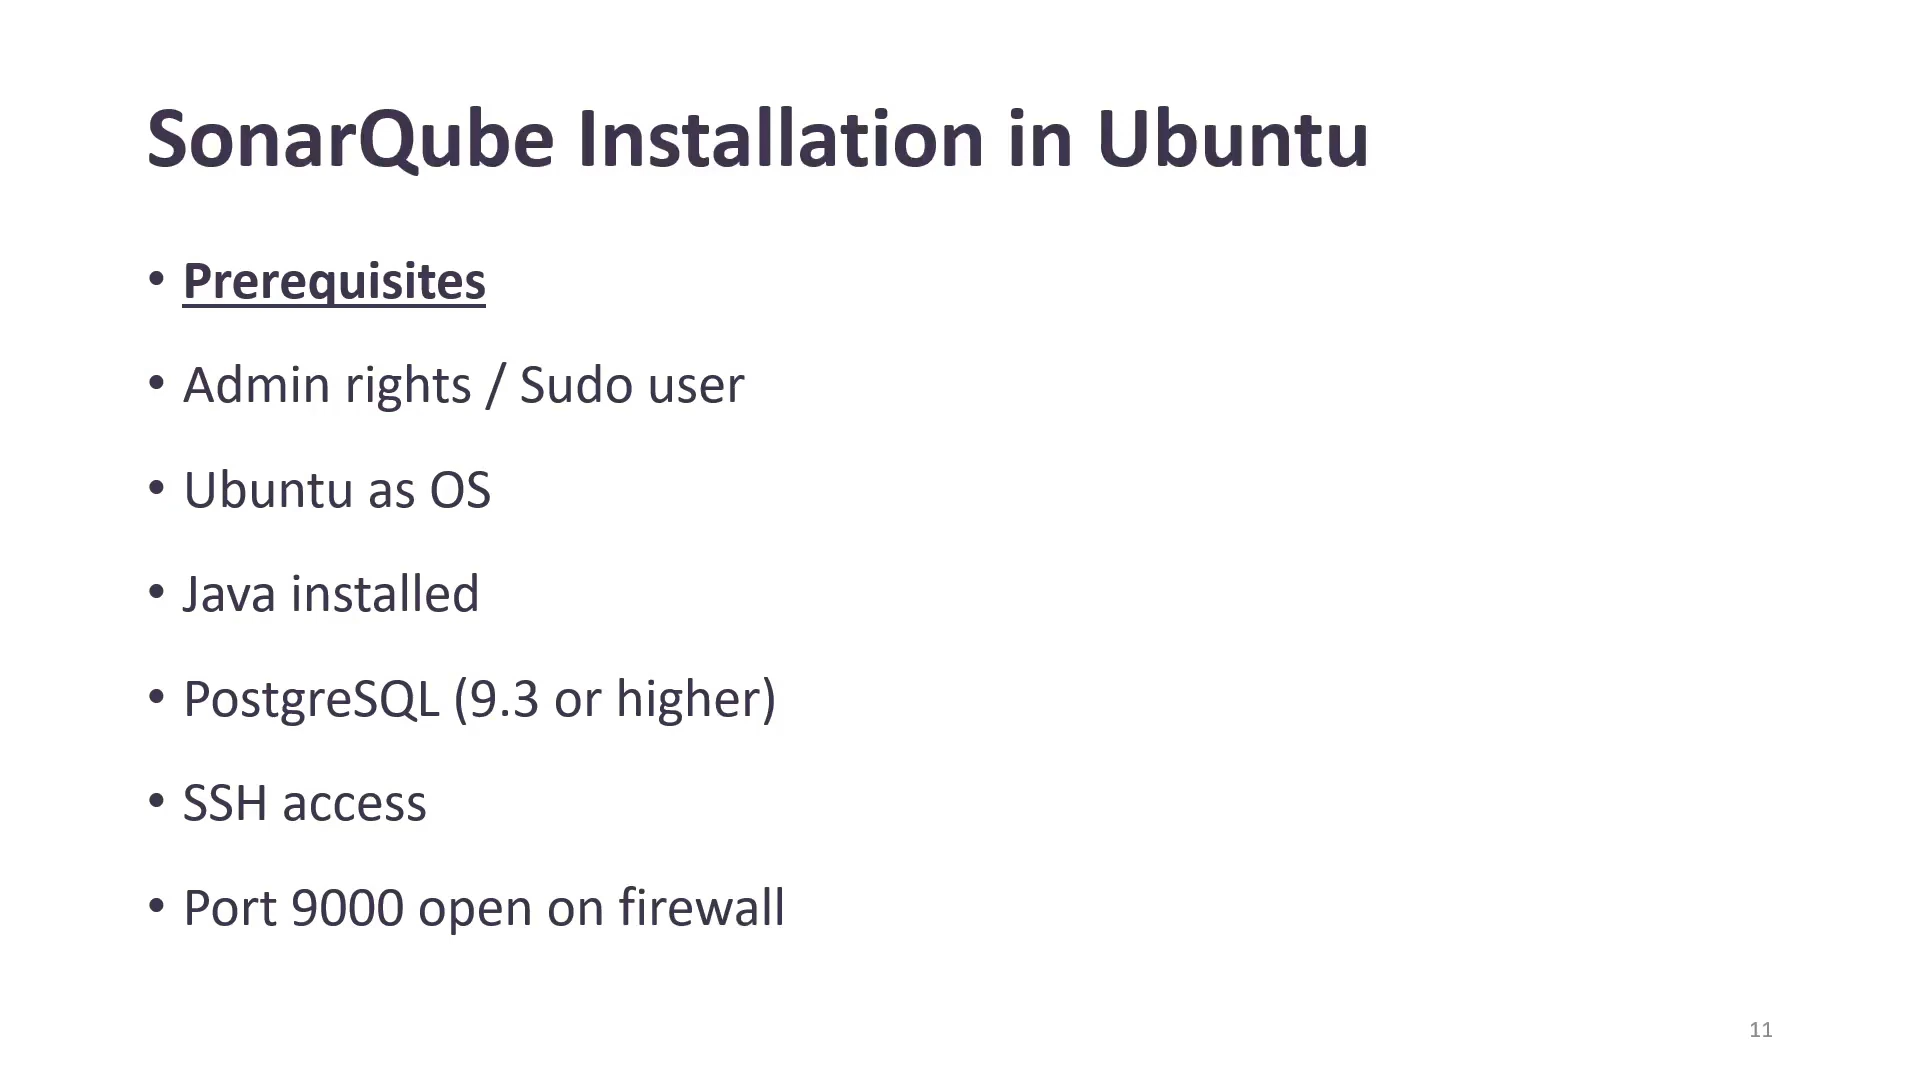 SonarQube Installation in Ubuntu
• Prerequisites
• Admin rights / Sudo user
• Ubuntu as OS
• Java installed
• PostgreSQL (9.3 or higher)
• SSH access
• Port 9000 open on firewall
11